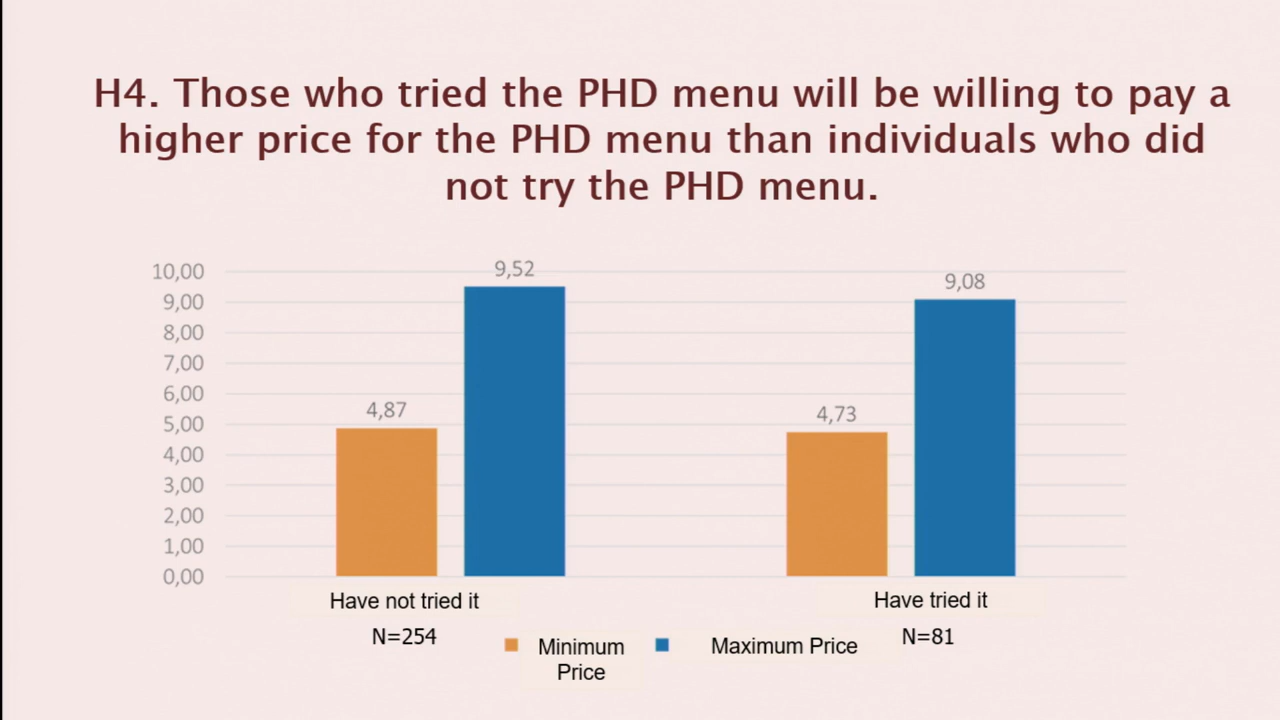 H4. Those who tried the PHD menu will be willing to pay a
higher price for the PHD menu than individuals who did
not try the PHD menu.
10,00
9,00
8,00
7,00
6,00
5,00
4,00
3,00
2,00
1,00
0,00
4,87
9,52
4,73
9,08
Have not tried it
Have tried it
N=254
N=81
Minimum
Price
Maximum Price